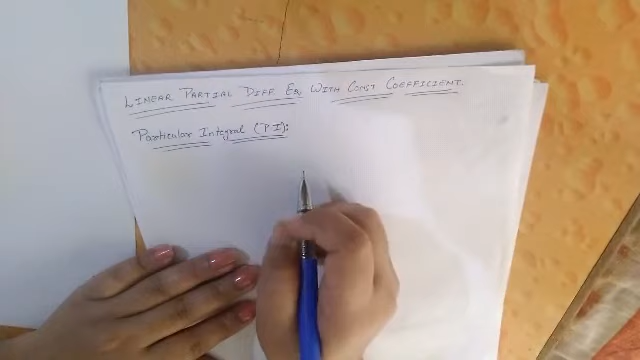 LINEAR PARTIAL DIFF EQ. WITH CONST COEFFICIENT.
Particular Integral (P I):